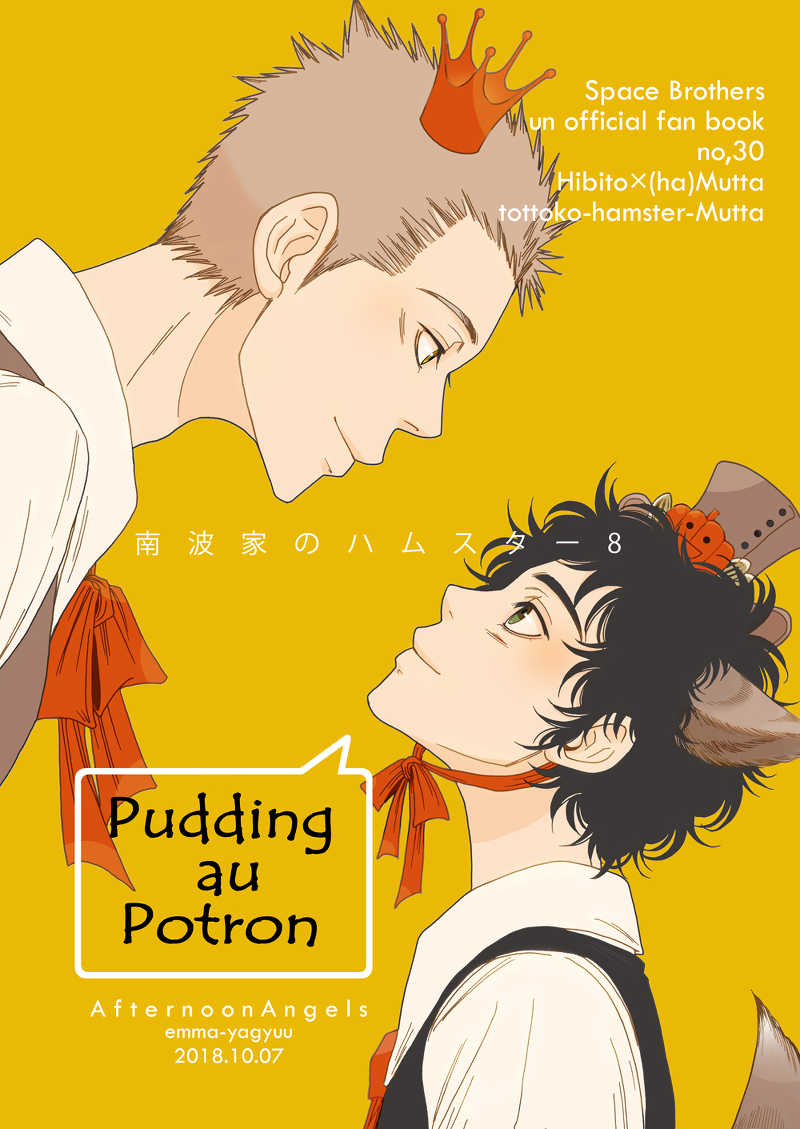 Space Brothers
un official fan book
no,30
Hibito×(ha)Mutta
tottoko-hamster-Mutta
南波家のハムスター8
Pudding
au
Potron
AfternoonAngels
emma-yagyuu
2018.10.07